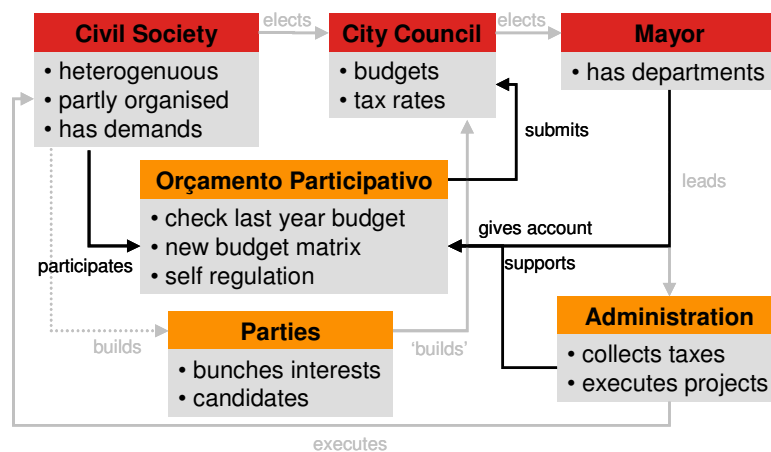 elects
elects
Civil Society
City Council
Mayor
• heterogenuous
• partly organised
• has demands
• budgets
• tax rates
• has departments
submits
Orçamento Participativo
• check last year budget
• new budget matrix
• self regulation
leads
gives account
participates
supports
Parties
• bunches interests
• candidates
builds
'builds'
Administration
• collects taxes
• executes projects
executes